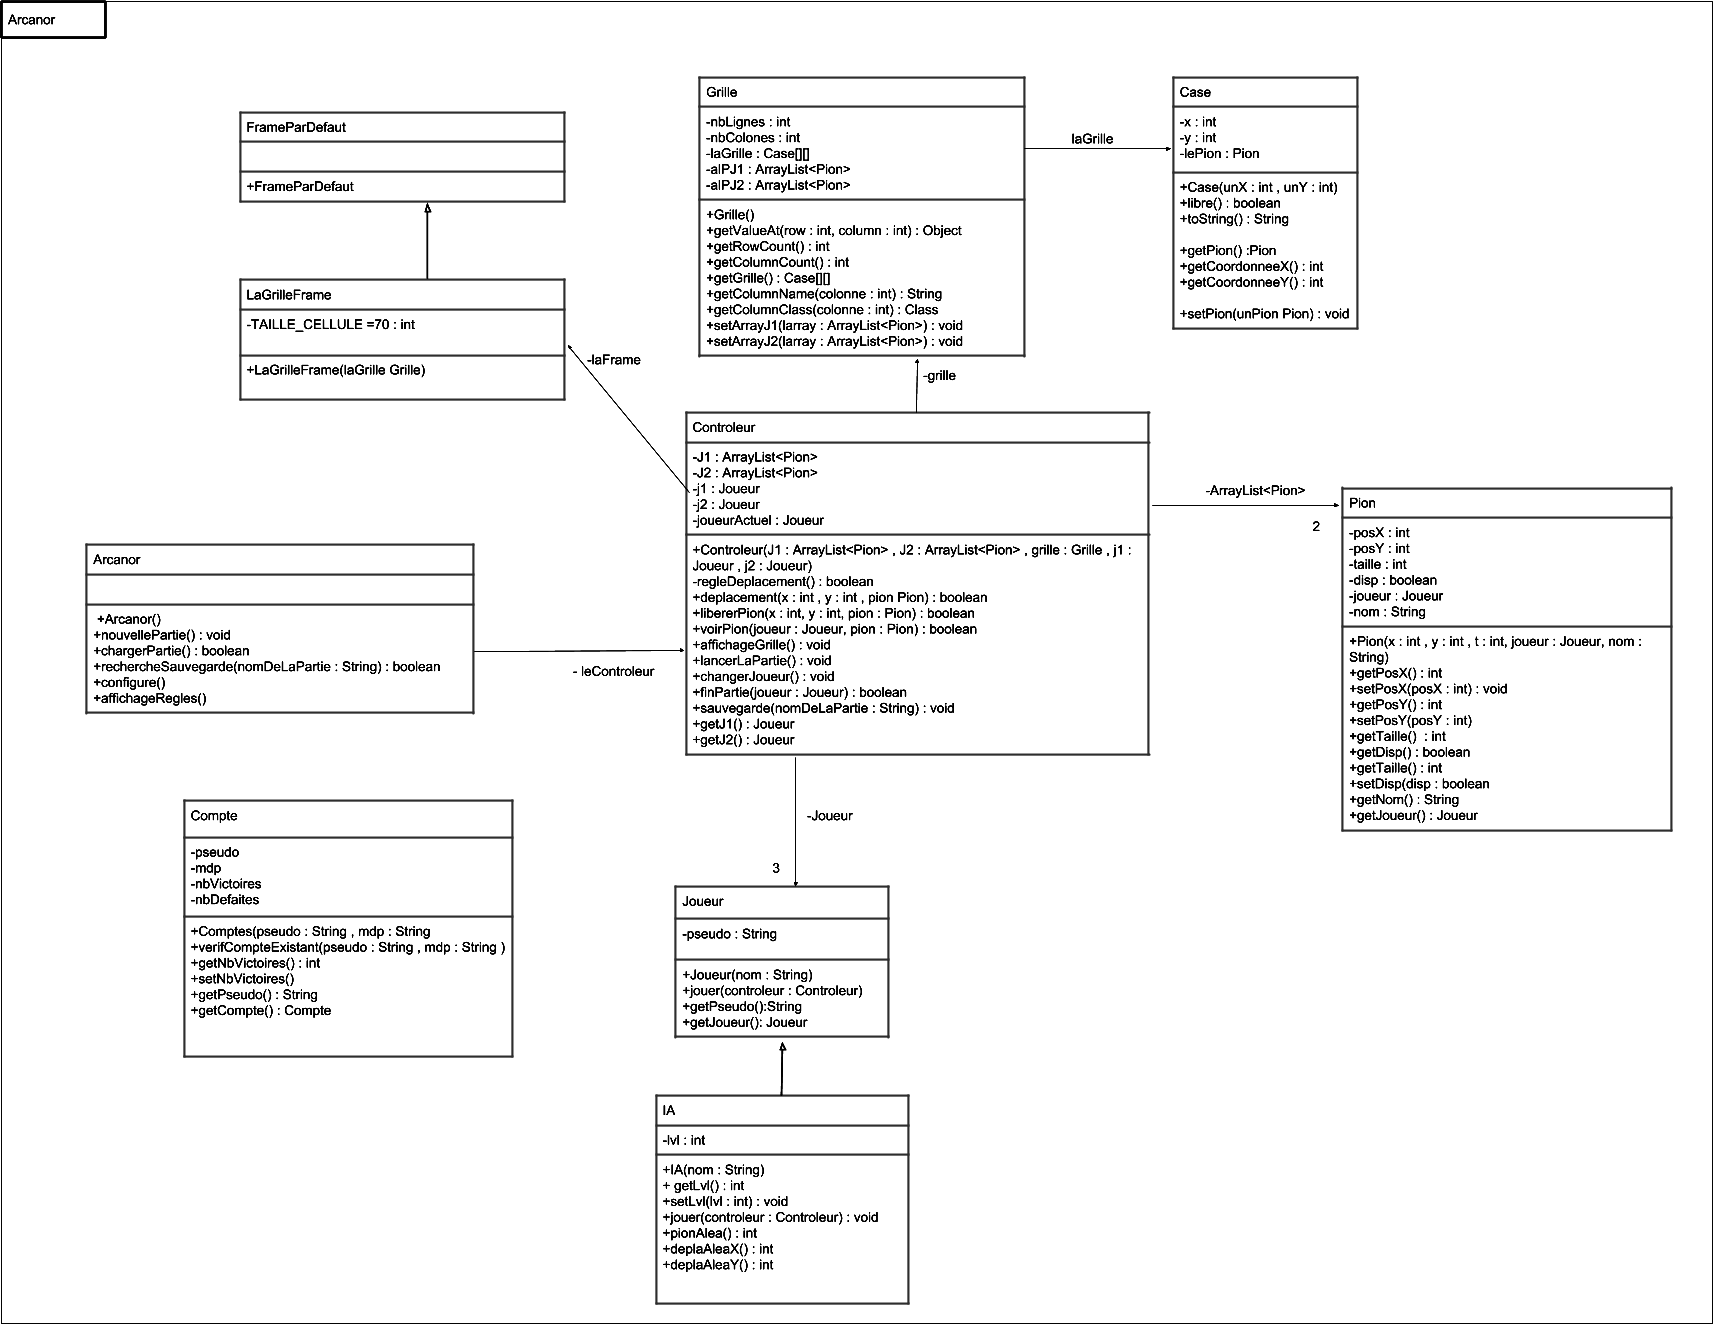 Arcanor
FrameParDefaut
+FrameParDefaut
LaGrilleFrame
-TAILLE_CELLULE =70 : int
+LaGrilleFrame(laGrille Grille)
-laFrame
Grille
-nbLignes : int
-nbColones : int
-laGrille : Case[][]
-alPJ1 : ArrayList<Pion>
-alPJ2 : ArrayList<Pion>
+Grille()
+getValueAt(row : int, column : int) : Object
+getRowCount() : int
+getColumnCount() : int
+getGrille() : Case[][]
+getColumnName(colonne : int) : String
+getColumnClass(colonne : int) : Class
+setArrayJ1(larray : ArrayList<Pion>) : void
+setArrayJ2(larray : ArrayList<Pion>) : void
laGrille
Case
-x : int
-y : int
-lePion : Pion
+Case(unX : int , unY : int)
+libre() : boolean
+toString() : String
+getPion() :Pion
+getCoordonneeX() : int
+getCoordonneeY() : int
+setPion(unPion Pion) : void
-grille
Controleur
-J1 : ArrayList<Pion>
-J2 : ArrayList<Pion>
-j1 : Joueur
-j2 : Joueur
-joueurActuel : Joueur
+Controleur(J1 : ArrayList<Pion> , J2 : ArrayList<Pion> , grille : Grille , j1 :
Joueur , j2 : Joueur)
-regleDeplacement() : boolean
+deplacement(x : int , y : int , pion Pion) : boolean
+libererPion(x : int, y : int, pion : Pion) : boolean
+voirPion(joueur : Joueur, pion : Pion) : boolean
+affichageGrille() : void
+lancerLaPartie() : void
+changerJoueur() : void
+finPartie(joueur : Joueur) : boolean
+sauvegarde(nomDeLaPartie : String) : void
+getJ1() : Joueur
+getJ2() : Joueur
-ArrayList<Pion>
2
Pion
-posX : int
-posY : int
-taille : int
-disp : boolean
-joueur : Joueur
-nom : String
+Pion(x : int , y : int , t : int, joueur : Joueur, nom :
String)
+getPosX() : int
+setPosX(posX : int) : void
+getPosY() : int
+setPosY(posY : int)
+getTaille() : int
+getDisp() : boolean
+getTaille() : int
+setDisp(disp : boolean
+getNom() : String
+getJoueur() : Joueur
Arcanor
+Arcanor()
+nouvellePartie() : void
+chargerPartie() : boolean
+rechercheSauvegarde(nomDeLaPartie : String) : boolean
+configure()
+affichageRegles()
- leControleur
Compte
-pseudo
-mdp
-nbVictoires
-nbDefaites
+Comptes(pseudo : String , mdp : String
+verifCompteExistant(pseudo : String , mdp : String )
+getNbVictoires() : int
+setNbVictoires()
+getPseudo() : String
+getCompte() : Compte
-Joueur
3
Joueur
-pseudo : String
+Joueur(nom : String)
+jouer(controleur : Controleur)
+getPseudo():String
+getJoueur(): Joueur
IA
-lvl : int
+IA(nom : String)
+ getLvl() : int
+setLvl(lvl : int) : void
+jouer(controleur : Controleur) : void
+pionAlea() : int
+deplaAleaX() : int
+deplaAleaY() : int